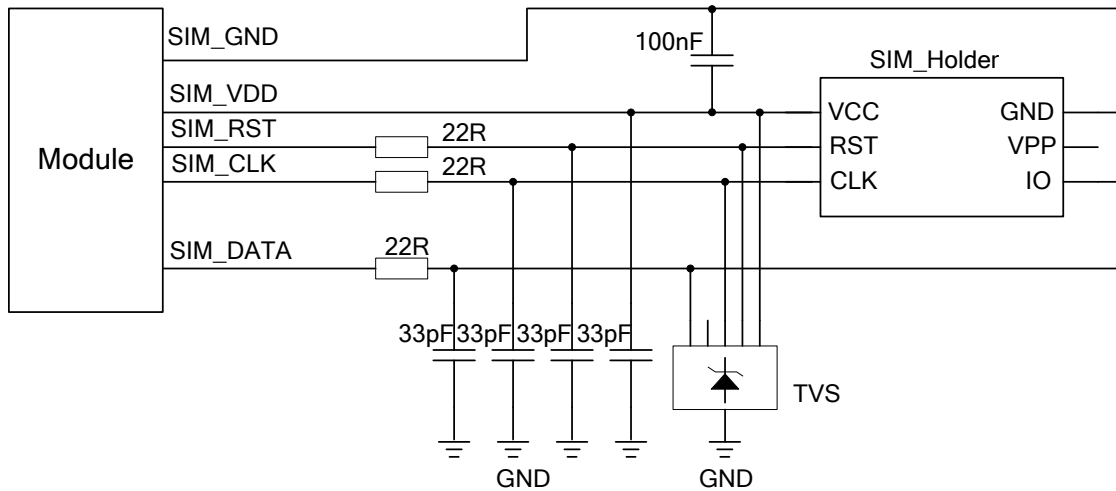 SIM_GND
100nF
SIM_Holder
SIM_VDD
VCC
GND
SIM_RST
22R
RST
VPP
Module
SIM_CLK
22R
CLK
IO
SIM_DATA
22R
33pF
33pF
33pF
33pF
TVS
GND
GND